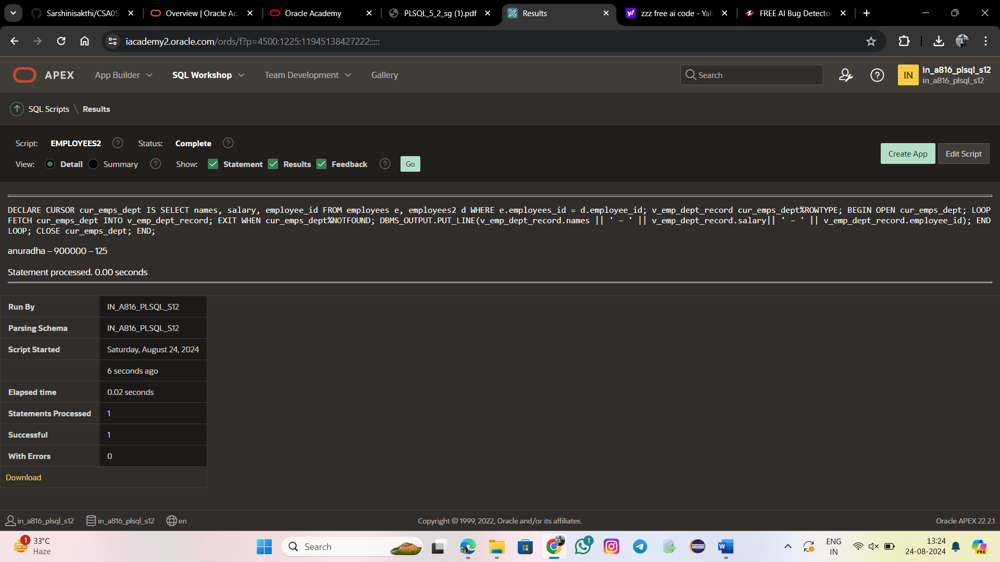 Sarshinisakthi/CSA05
Overview | Oracle Ac
Oracle Academy
PLSQL_5_2_sg (1).pdf
Results
zzz free ai code - Yah
FREE AI Bug Detecto
iacademy2.oracle.com/ords/f?p=4500:1225:11945138427222:::::
APEX
App Builder
SQL Workshop
Team Development
Gallery
Search
IN
in_a816_plsql_s12
in_a816_plsql_s12
SQL Scripts \ Results
Script: EMPLOYEES2 Status: Complete
View: Detail Summary Show: Statement Results Feedback Go
Create App
Edit Script
DECLARE CURSOR cur_emps_dept IS SELECT names, salary, employee_id FROM employees e, employees2 d WHERE e.employees_id = d.employee_id; v_emp_dept_record cur_emps_dept%ROWTYPE; BEGIN OPEN cur_emps_dept; LOOP
FETCH cur_emps_dept INTO v_emp_dept_record; EXIT WHEN cur_emps_dept%NOTFOUND; DBMS_OUTPUT.PUT_LINE(v_emp_dept_record.names || ' – ' || v_emp_dept_record.salary|| ' – ' || v_emp_dept_record.employee_id); END
LOOP; CLOSE cur_emps_dept; END;
anuradha – 900000 – 125
Statement processed. 0.00 seconds
Run By IN_A816_PLSQL_S12
Parsing Schema IN_A816_PLSQL_S12
Script Started Saturday, August 24, 2024
6 seconds ago
Elapsed time 0.02 seconds
Statements Processed 1
Successful 1
With Errors 0
Download
in_a816_plsql_s12 in_a816_plsql_s12 en
Copyright © 1999, 2022, Oracle and/or its affiliates.
Oracle APEX 22.2.1
1
33°C
Haze
Search
1
ENG
IN
13:24
24-08-2024
PRE